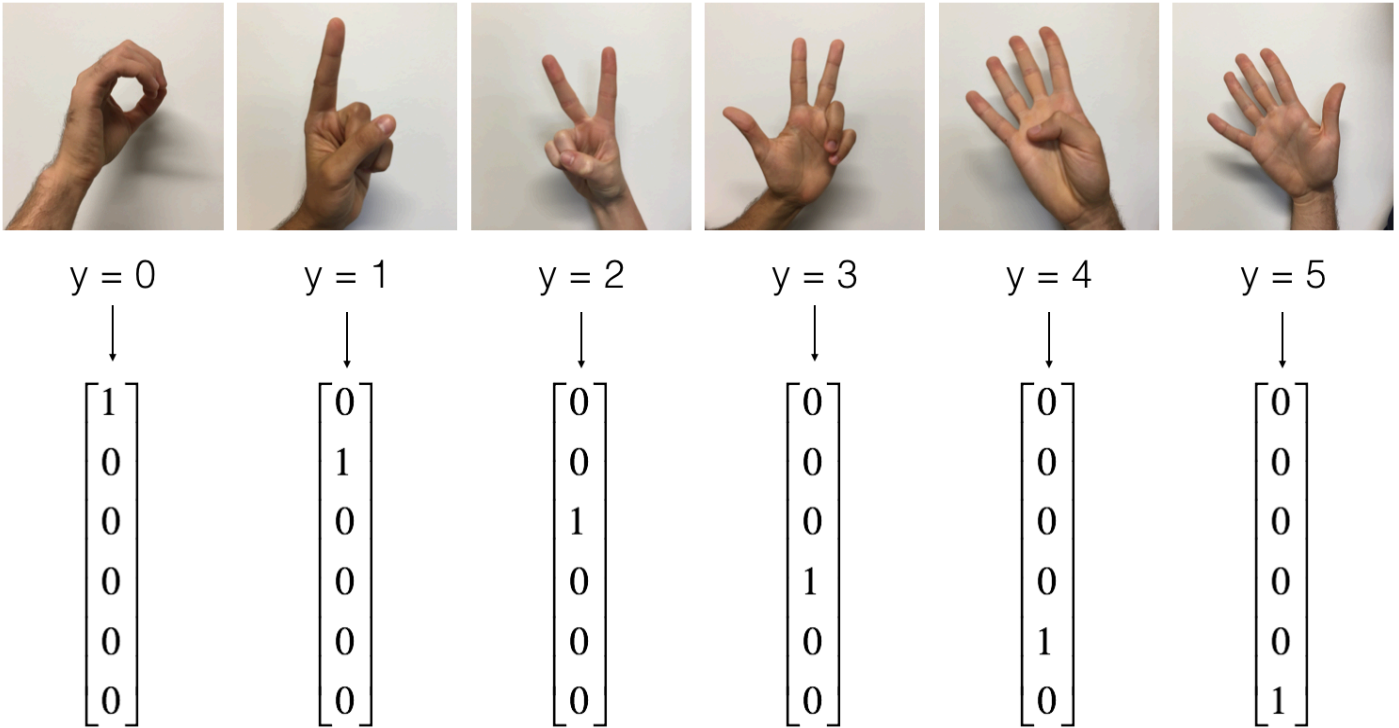 y = 0 y = 1 y = 2 y = 3 y = 4 y = 5
1 0 0 0 0 0
0 1 0 0 0 0
0 0 1 0 0 0
0 0 0 1 0 0
0 0 0 0 1 0
0 0 0 0 0 1